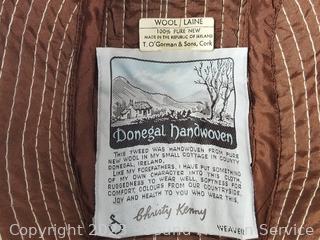 WOOL / LAINE
100% PURE NEW
MADE IN THE REPUBLIC OF IRELAND
T. O'Gorman & Sons, Cork
Donegal Handwoven
THIS TWEED WAS HANDWOVEN FROM PURE
NEW WOOL IN MY SMALL COTTAGE IN COUNTY
DONEGAL, IRELAND.
LIKE MY FOREFATHERS, I HAVE PUT SOMETHING
OF MY OWN CHARACTER INTO THIS CLOTH,
RUGGEDNESS TO WEAR WELL, SOFTNESS FOR
COMFORT, COLOURS FROM OUR COUNTRYSIDE,
JOY AND HEALTH TO YOU WHO WEAR THIS.
Christy Kenny
WEAVER
Copyright